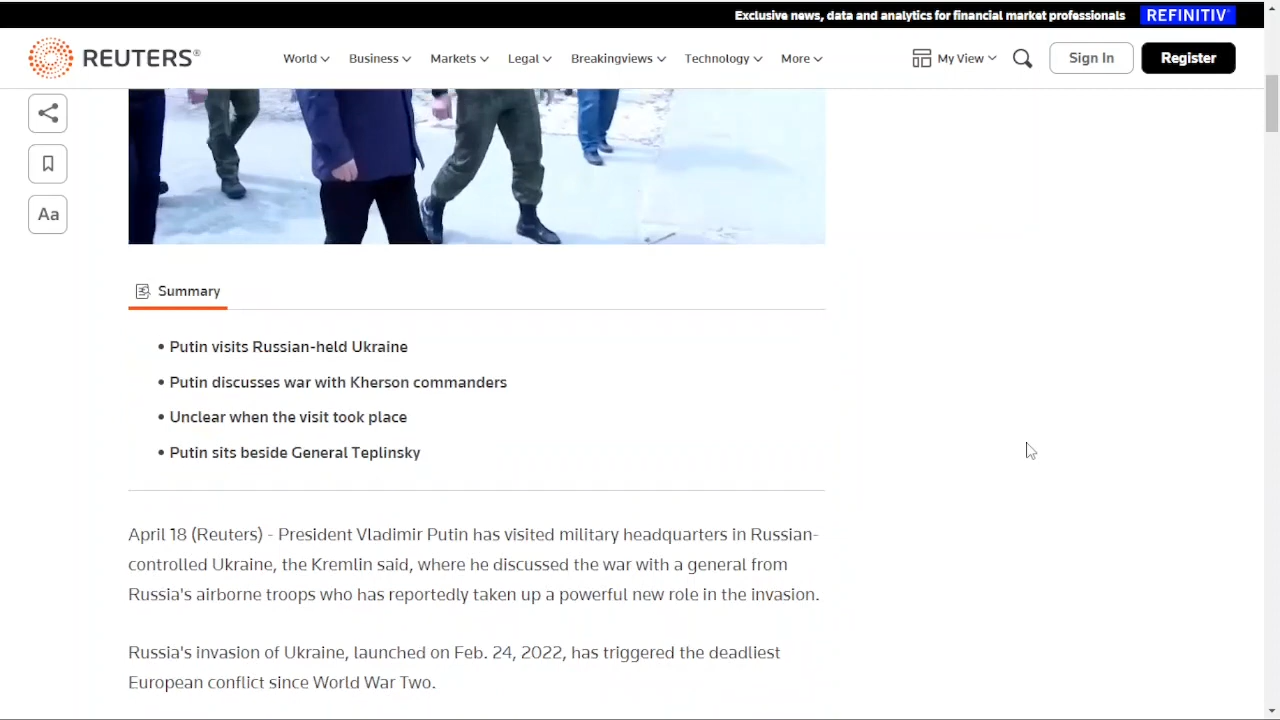 Exclusive news, data and analytics for financial market professionals REFINITIV
REUTERS® World Business Markets Legal Breakingviews Technology More My View Sign In Register
Aa
Summary
• Putin visits Russian-held Ukraine
• Putin discusses war with Kherson commanders
• Unclear when the visit took place
• Putin sits beside General Teplinsky
April 18 (Reuters) - President Vladimir Putin has visited military headquarters in Russian-
controlled Ukraine, the Kremlin said, where he discussed the war with a general from
Russia's airborne troops who has reportedly taken up a powerful new role in the invasion.
Russia's invasion of Ukraine, launched on Feb. 24, 2022, has triggered the deadliest
European conflict since World War Two.